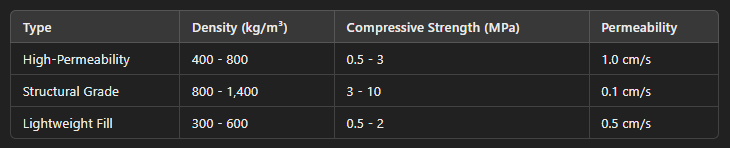 Type Density (kg/m³) Compressive Strength (MPa) Permeability
High-Permeability 400 - 800 0.5 - 3 1.0 cm/s
Structural Grade 800 - 1,400 3 - 10 0.1 cm/s
Lightweight Fill 300 - 600 0.5 - 2 0.5 cm/s